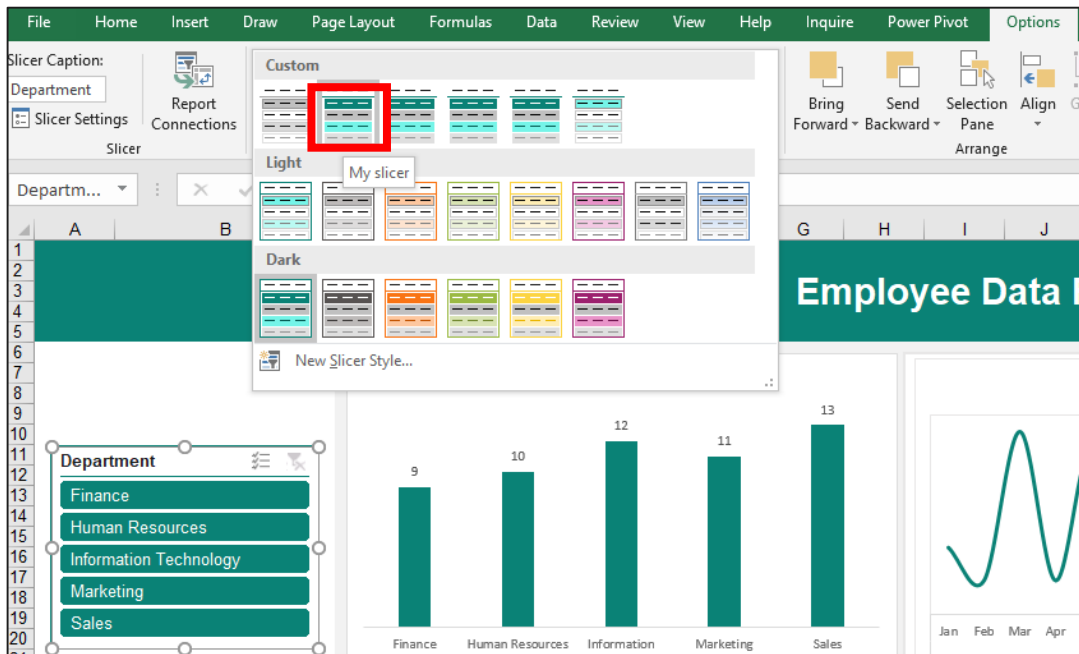 File Home Insert Draw Page Layout Formulas Data Review View Help Inquire Power Pivot Options
Slicer Caption:
Department
Slicer Settings
Slicer
Report
Connections
Custom
My slicer
Light
Dark
New Slicer Style...
Bring
Forward
Send
Backward
Selection
Pane
Align
G
Arrange
Departm...
A B G H I J
1
2
3
4
5
6
7
8
9
10
11
12
13
14
15
16
17
18
19
20
Employee Data
Department
Finance
Human Resources
Information Technology
Marketing
Sales
9 10 12 11 13
Finance Human Resources Information Marketing Sales
Jan Feb Mar Apr